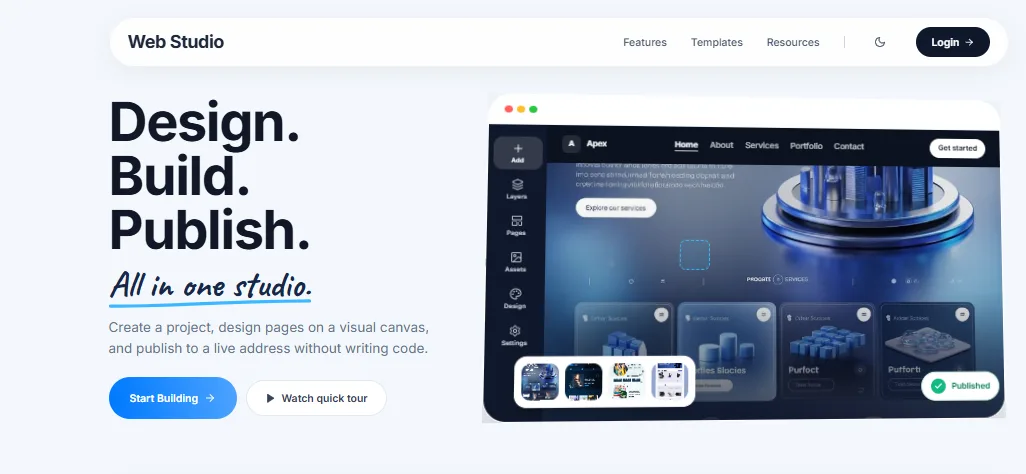 Web Studio
Features
Templates
Resources
Login
Design.
Build.
Publish.
All in one studio.
Create a project, design pages on a visual canvas,
and publish to a live address without writing code.
Start Building
Watch quick tour
A Apex
Home
About
Services
Portfolio
Contact
Get started
Add
Layers
Pages
Assets
Design
Settings
Explore our services
Published